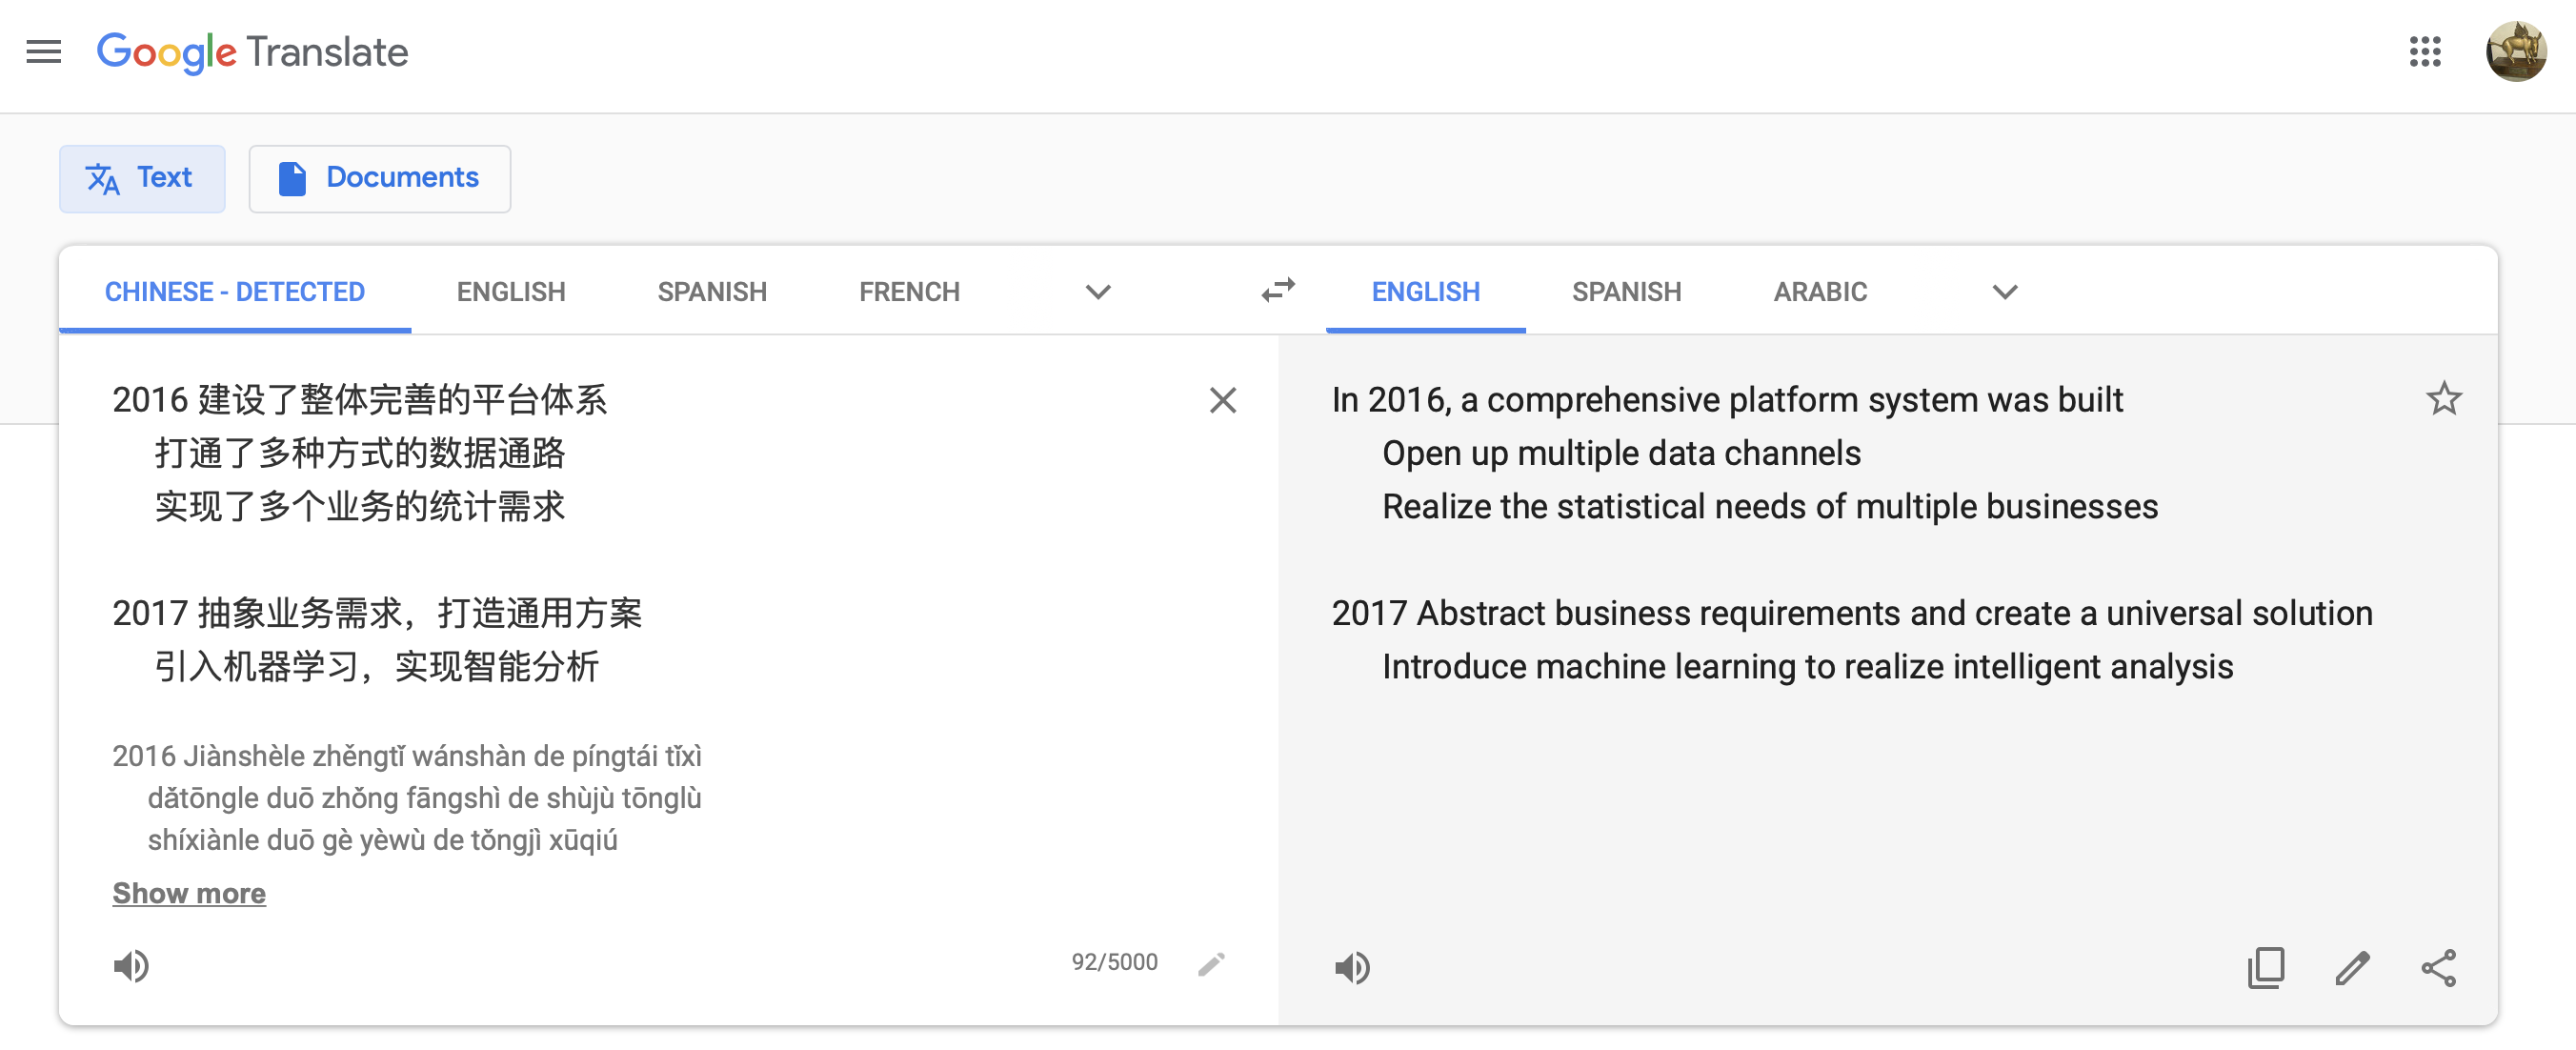 Google Translate
Text
Documents
CHINESE - DETECTED ENGLISH SPANISH FRENCH
ENGLISH SPANISH ARABIC
2016 建设了整体完善的平台体系
打通了多种方式的数据通路
实现了多个业务的统计需求
2017 抽象业务需求，打造通用方案
引入机器学习，实现智能分析
2016 Jiànshèle zhěngtǐ wánshàn de píngtái tǐxì
dǎtōngle duō zhǒng fāngshì de shùjù tōnglù
shíxiànle duō gè yèwù de tǒngjì xūqiú
Show more
92/5000
In 2016, a comprehensive platform system was built
Open up multiple data channels
Realize the statistical needs of multiple businesses
2017 Abstract business requirements and create a universal solution
Introduce machine learning to realize intelligent analysis